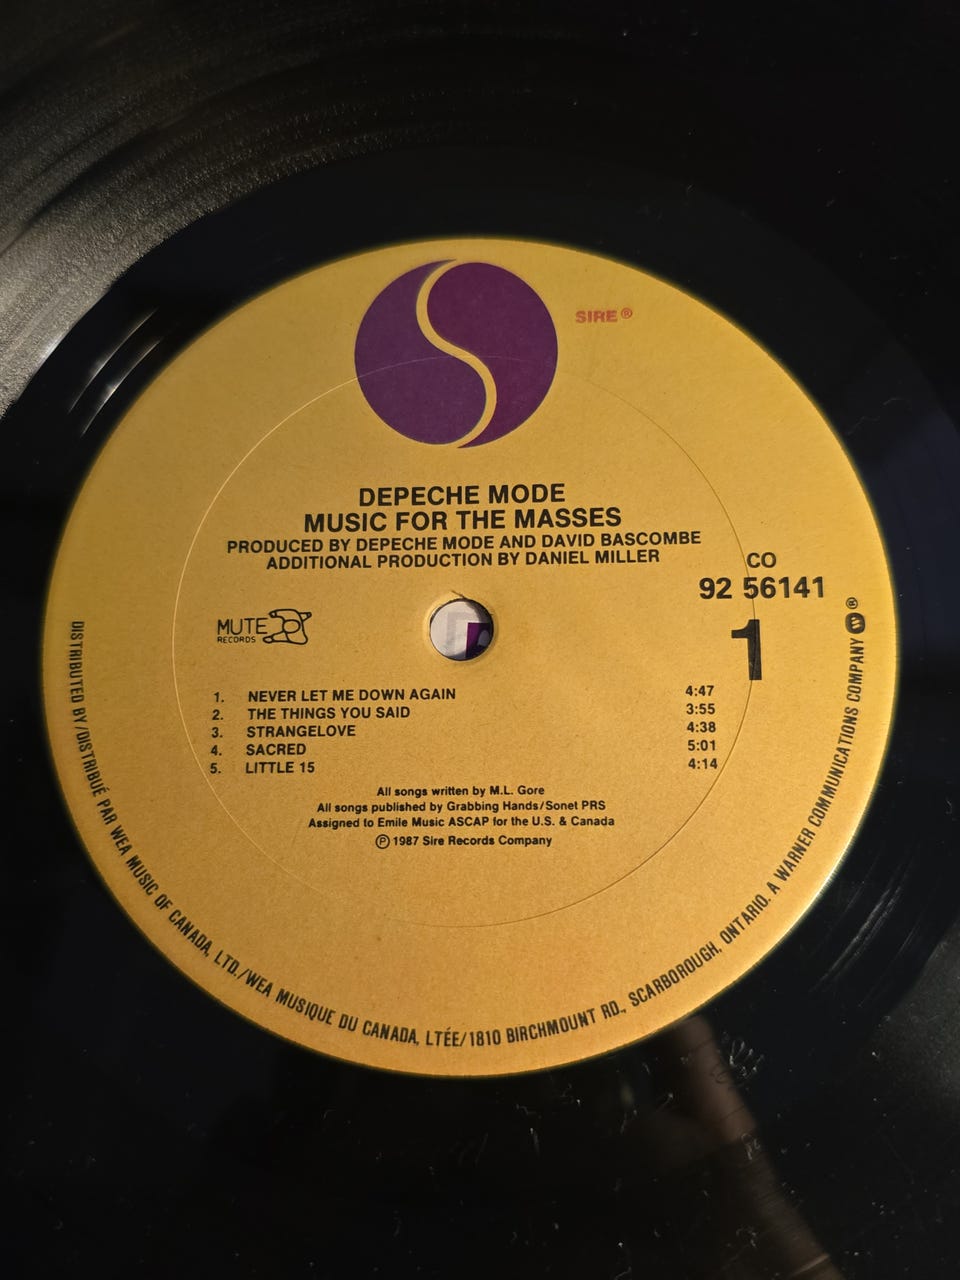 SIRE®
DEPECHE MODE
MUSIC FOR THE MASSES
PRODUCED BY DEPECHE MODE AND DAVID BASCOMBE
ADDITIONAL PRODUCTION BY DANIEL MILLER
CO
92 56141
1
MUTE
RECORDS
1. NEVER LET ME DOWN AGAIN 4:47
2. THE THINGS YOU SAID 3:55
3. STRANGELOVE 4:38
4. SACRED 5:01
5. LITTLE 15 4:14
All songs written by M.L. Gore
All songs published by Grabbing Hands/Sonet PRS
Assigned to Emile Music ASCAP for the U.S. & Canada
℗ 1987 Sire Records Company
DISTRIBUTED BY/DISTRIBUÉ PAR WEA MUSIC OF CANADA, LTD./WEA MUSIQUE DU CANADA, LTÉE/1810 BIRCHMOUNT RD., SCARBOROUGH, ONTARIO. A WARNER COMMUNICATIONS COMPANY ⓦ®